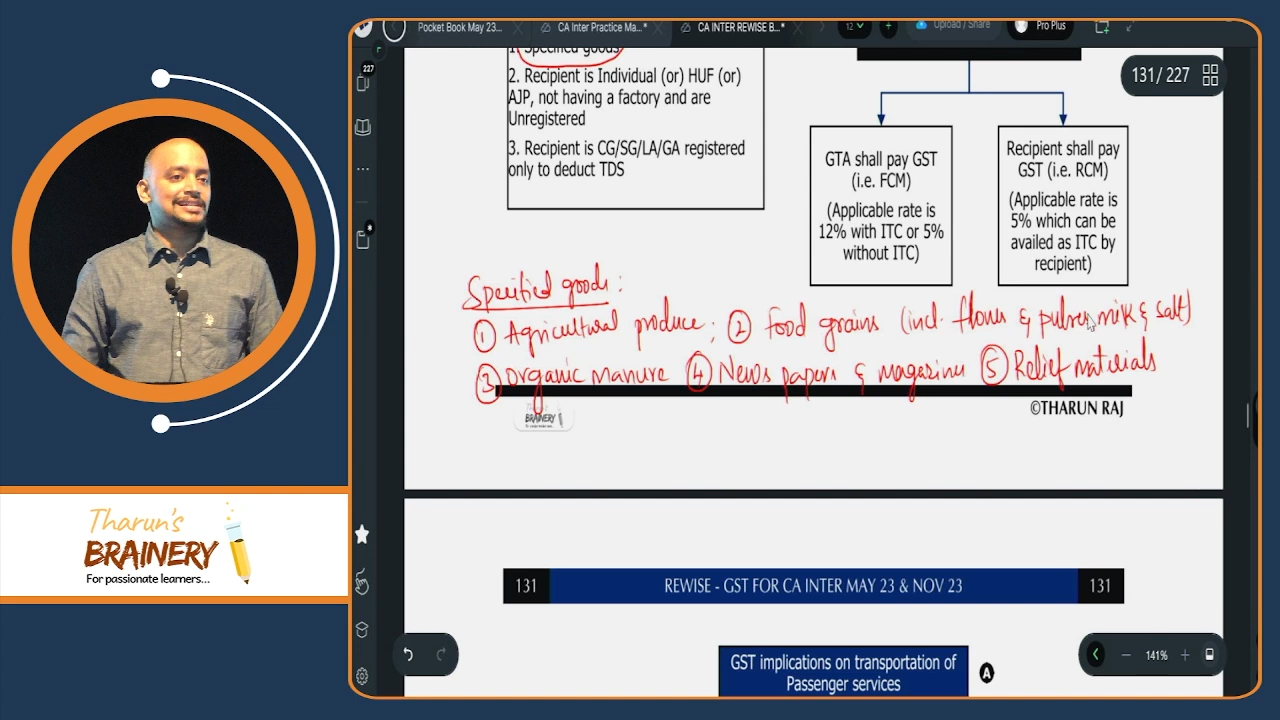 Pocket Book May 23...
CA Inter Practice Ma...*
CA INTER REWISE B...*
12
Upload / Share
Pro Plus
227
131/ 227
1. Specified goods
2. Recipient is Individual (or) HUF (or)
AJP, not having a factory and are
Unregistered
3. Recipient is CG/SG/LA/GA registered
only to deduct TDS
GTA shall pay GST
(i.e. FCM)
(Applicable rate is
12% with ITC or 5%
without ITC)
Recipient shall pay
GST (i.e. RCM)
(Applicable rate is
5% which can be
availed as ITC by
recipient)
Specified goods:
① Agricultural produce; ② Food grains (incl. flours & pulses, milk & salt)
③ Organic manure ④ News papers & magazines ⑤ Relief materials
Tharun's
BRAINERY
©THARUN RAJ
131 REWISE - GST FOR CA INTER MAY 23 & NOV 23 131
GST implications on transportation of
Passenger services
A
141%
Tharun's
BRAINERY
For passionate learners...